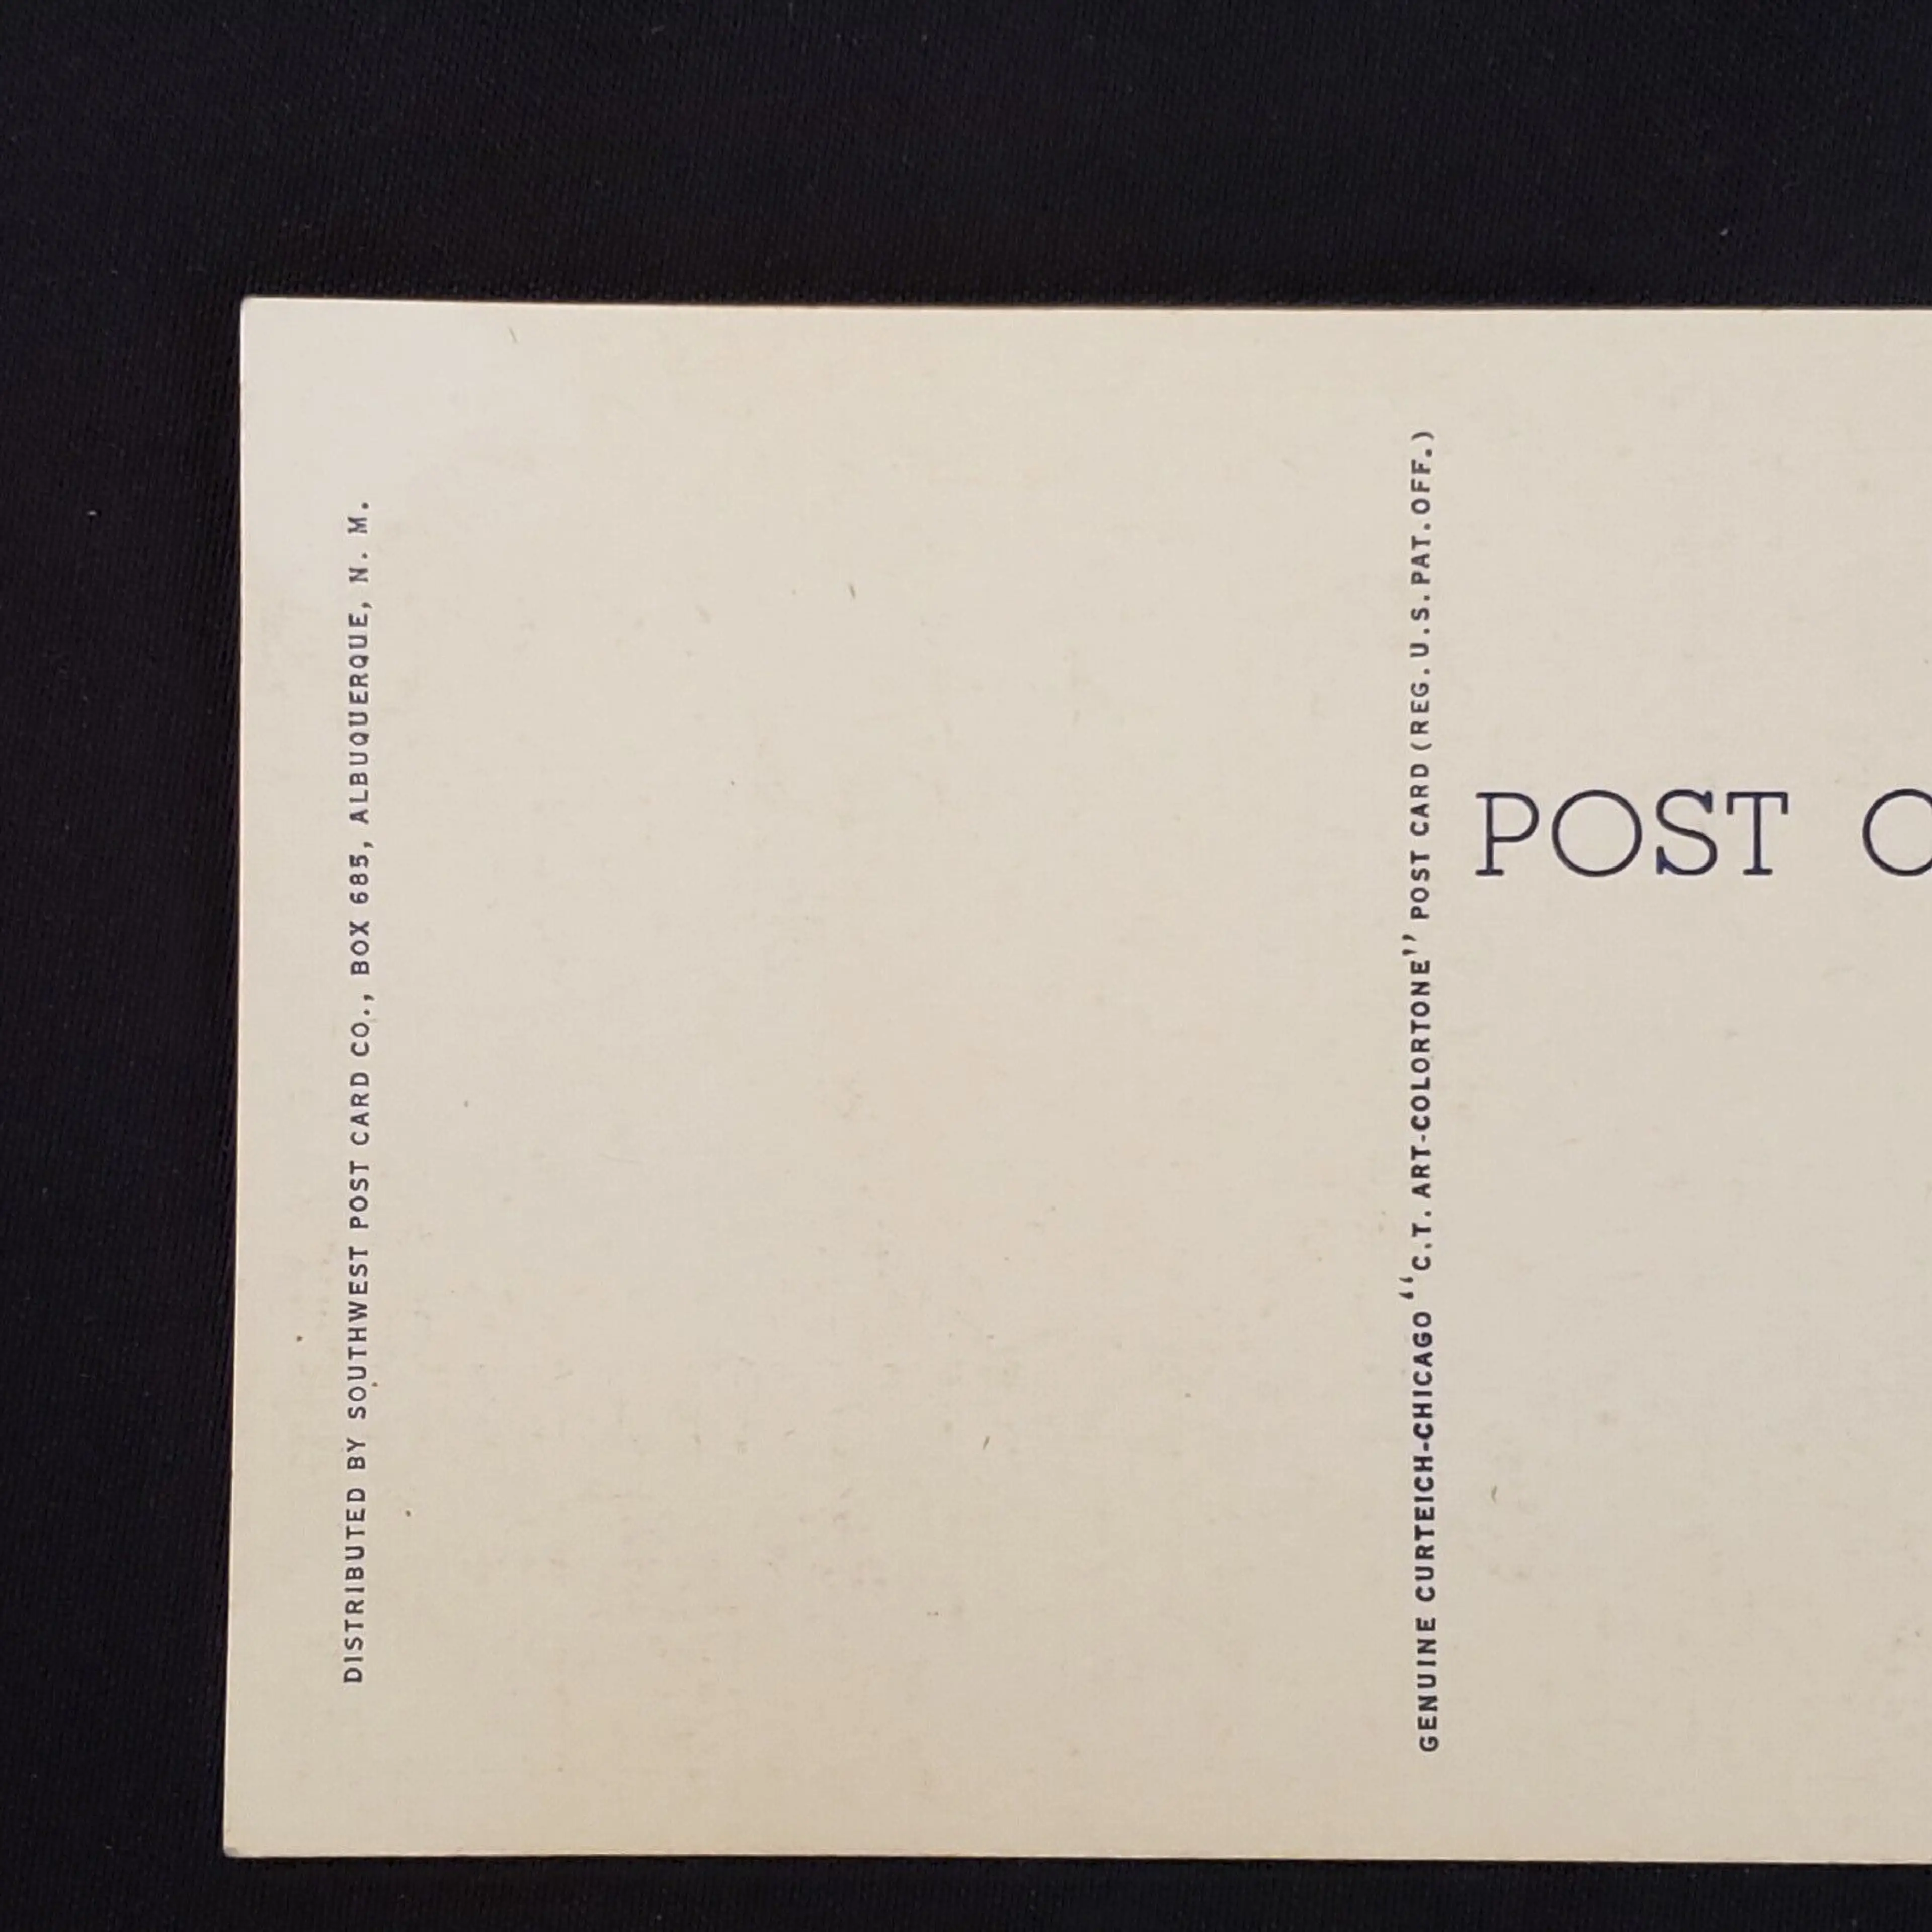 DISTRIBUTED BY SOUTHWEST POST CARD CO., BOX 685, ALBUQUERQUE, N. M.
GENUINE CURTEICH-CHICAGO “C.T. ART-COLORTONE” POST CARD (REG. U.S. PAT. OFF.)
POST C